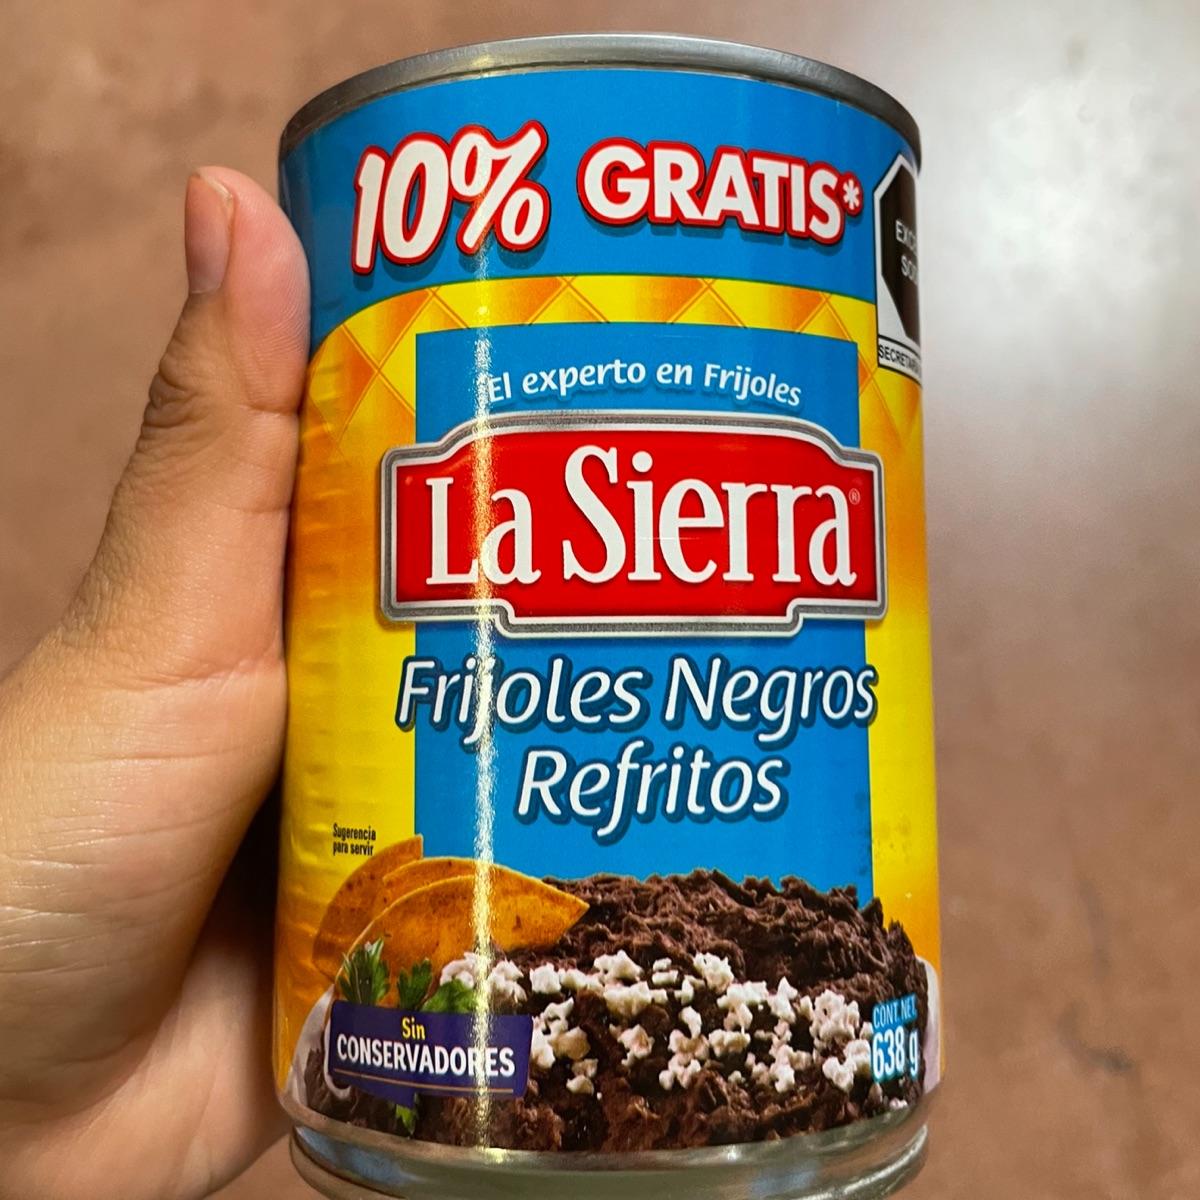 10% GRATIS*
El experto en Frijoles
La Sierra®
Frijoles Negros
Refritos
Sugerencia
para servir
Sin
CONSERVADORES
CONT. NET.
638 g